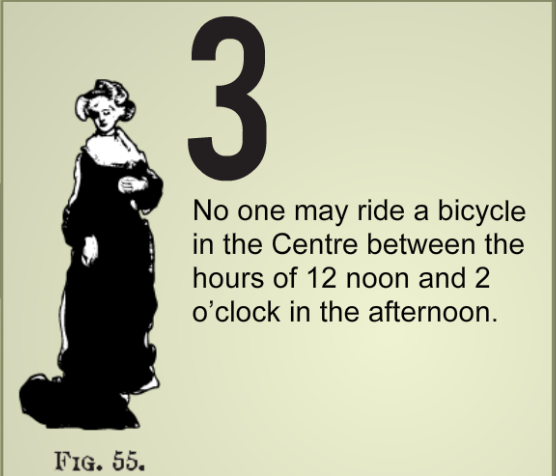 3
No one may ride a bicycle
in the Centre between the
hours of 12 noon and 2
o’clock in the afternoon.
FIG. 55.